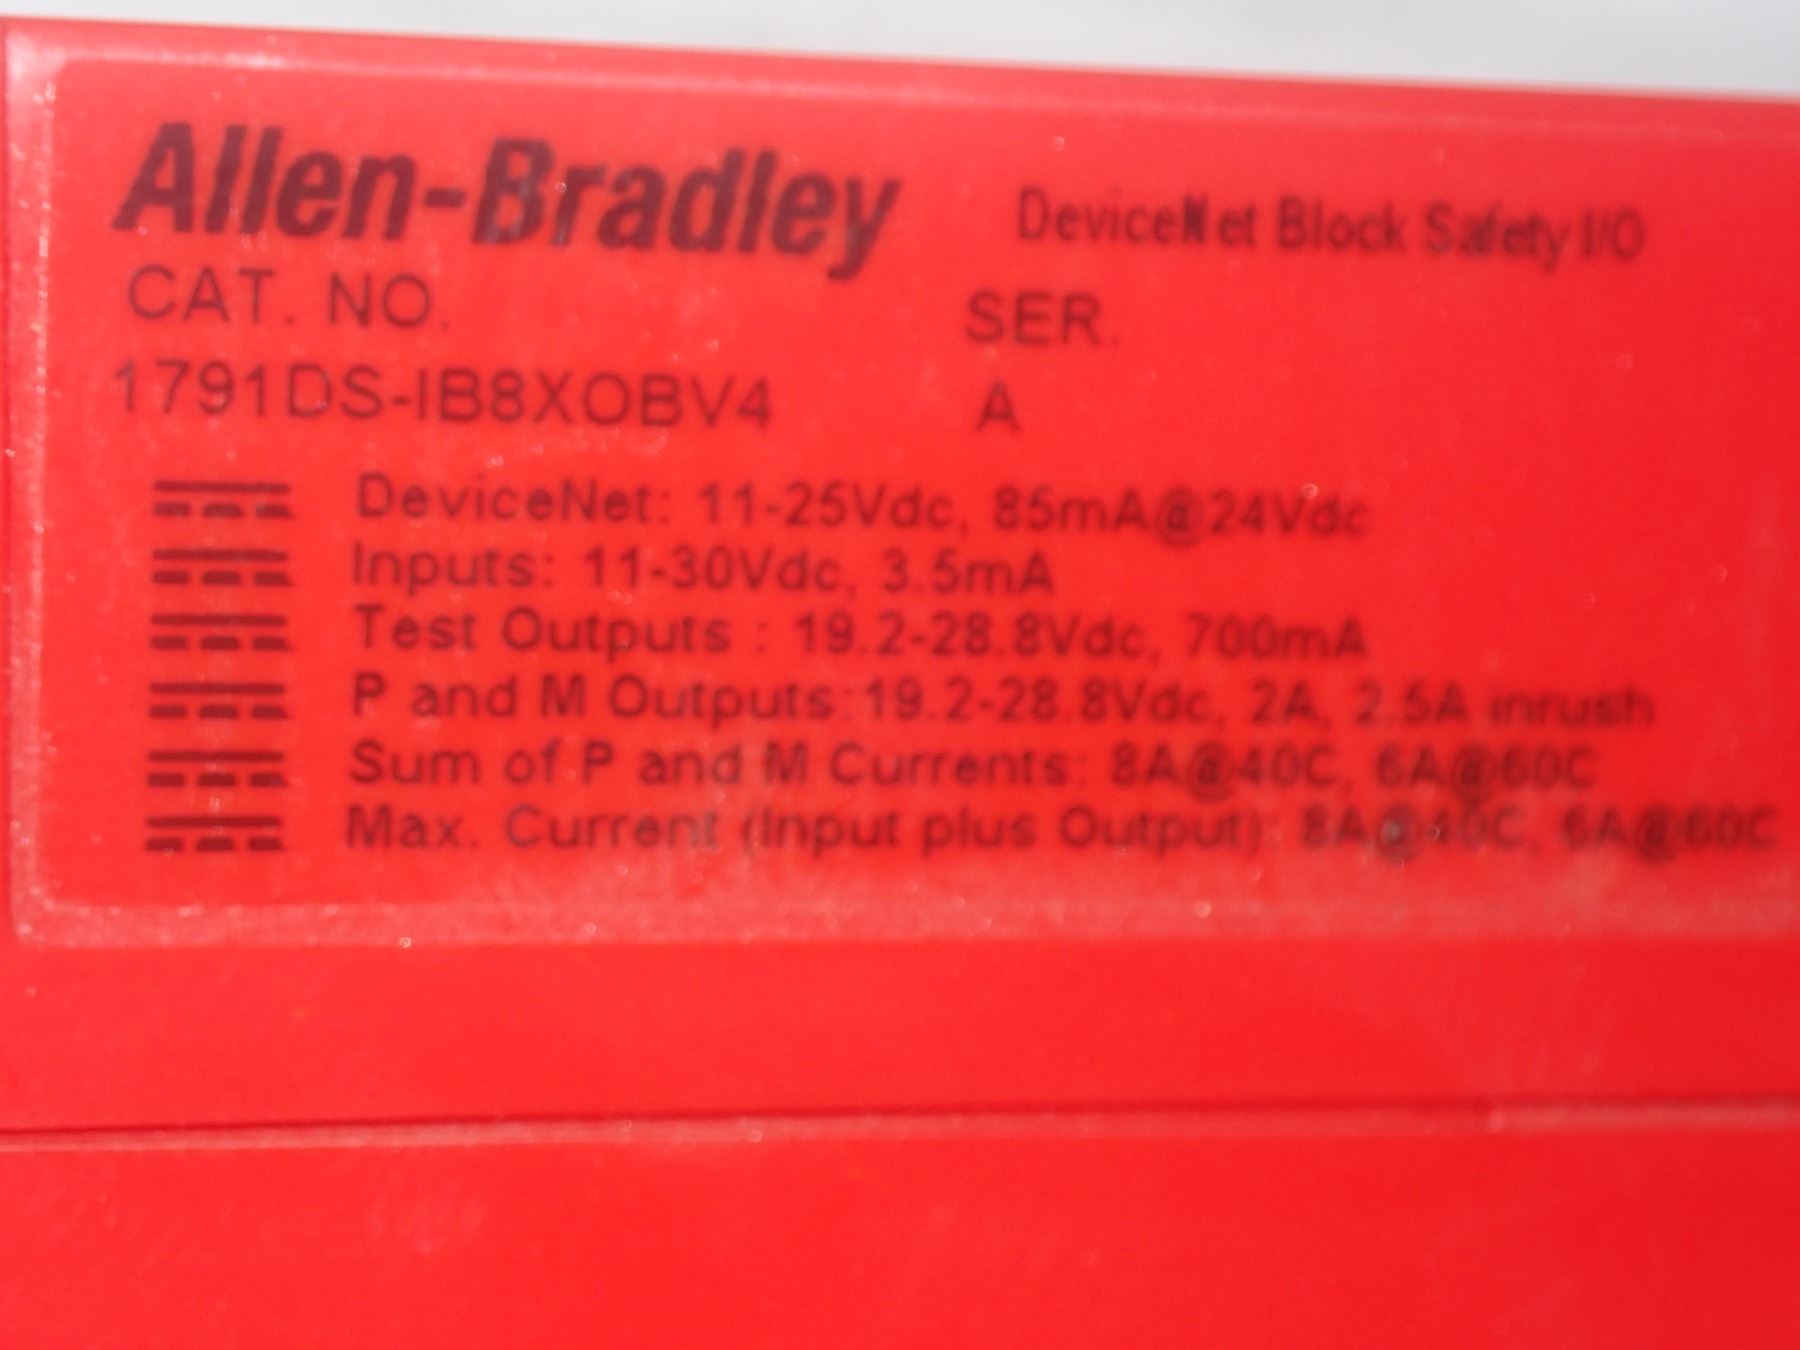 Allen-Bradley DeviceNet Block Safety I/O
CAT. NO. SER.
1791DS-IB8XOBV4 A
DeviceNet: 11-25Vdc, 85mA@24Vdc
Inputs: 11-30Vdc, 3.5mA
Test Outputs : 19.2-28.8Vdc, 700mA
P and M Outputs:19.2-28.8Vdc, 2A, 2.5A inrush
Sum of P and M Currents: 8A@40C, 6A@60C
Max. Current (Input plus Output): 8A@40C, 6A@60C